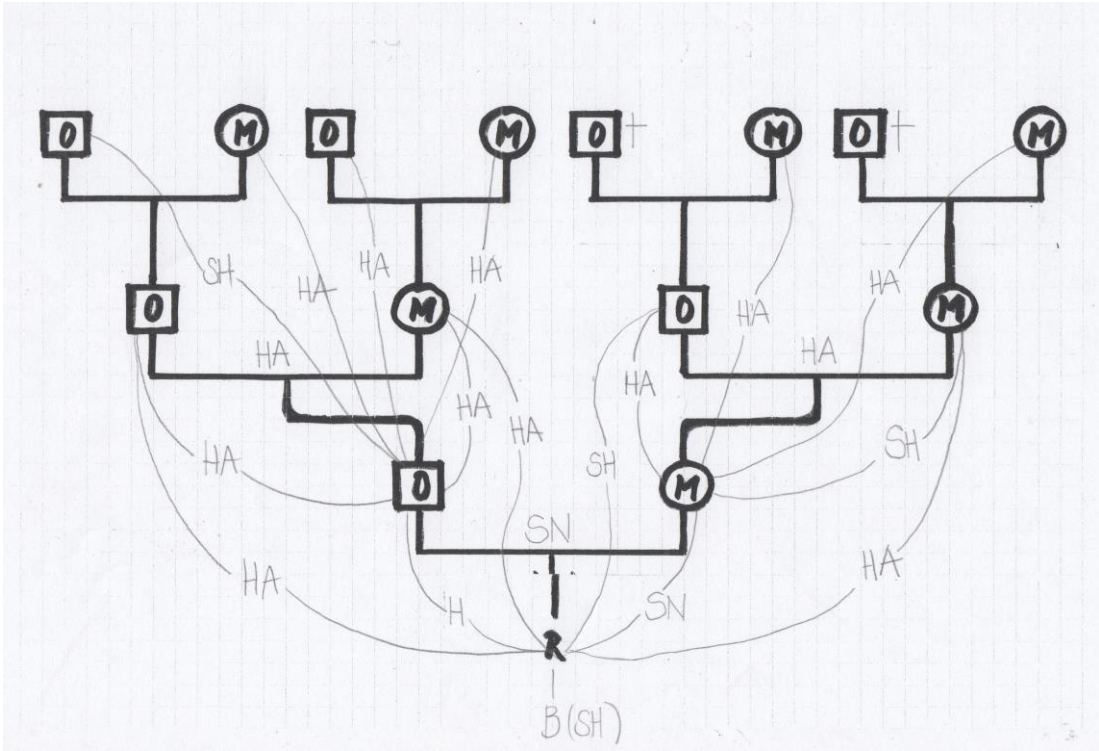 O M O M O + M O + M
SH HA HA HA HA HA
O M O M
HA HA
HA HA HA
HA SH SH
O M
SN
HA H SN HA
R
B (SH)